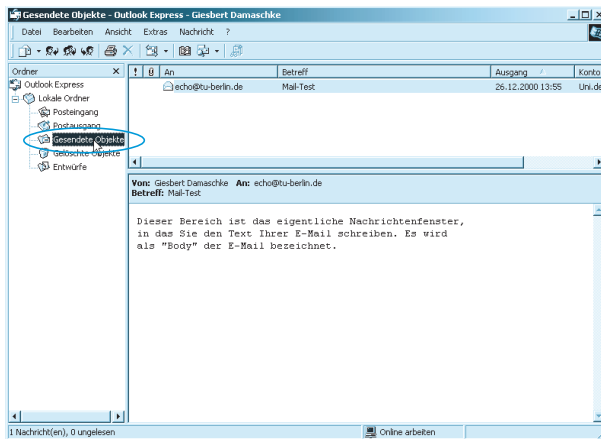 Gesendete Objekte - Outlook Express - Giesbert Damaschke
Datei Bearbeiten Ansicht Extras Nachricht ?
Ordner
! An Betreff Ausgang Konto
Outlook Express
echo@tu-berlin.de Mail-Test 26.12.2000 13:55 Uni.de
Lokale Ordner
Posteingang
Postausgang
Gesendete Objekte
Gelöschte Objekte
Entwürfe
Von: Giesbert Damaschke An: echo@tu-berlin.de
Betreff: Mail-Test
Dieser Bereich ist das eigentliche Nachrichtenfenster,
in das Sie den Text Ihrer E-Mail schreiben. Es wird
als "Body" der E-Mail bezeichnet.
1 Nachricht(en), 0 ungelesen
Online arbeiten